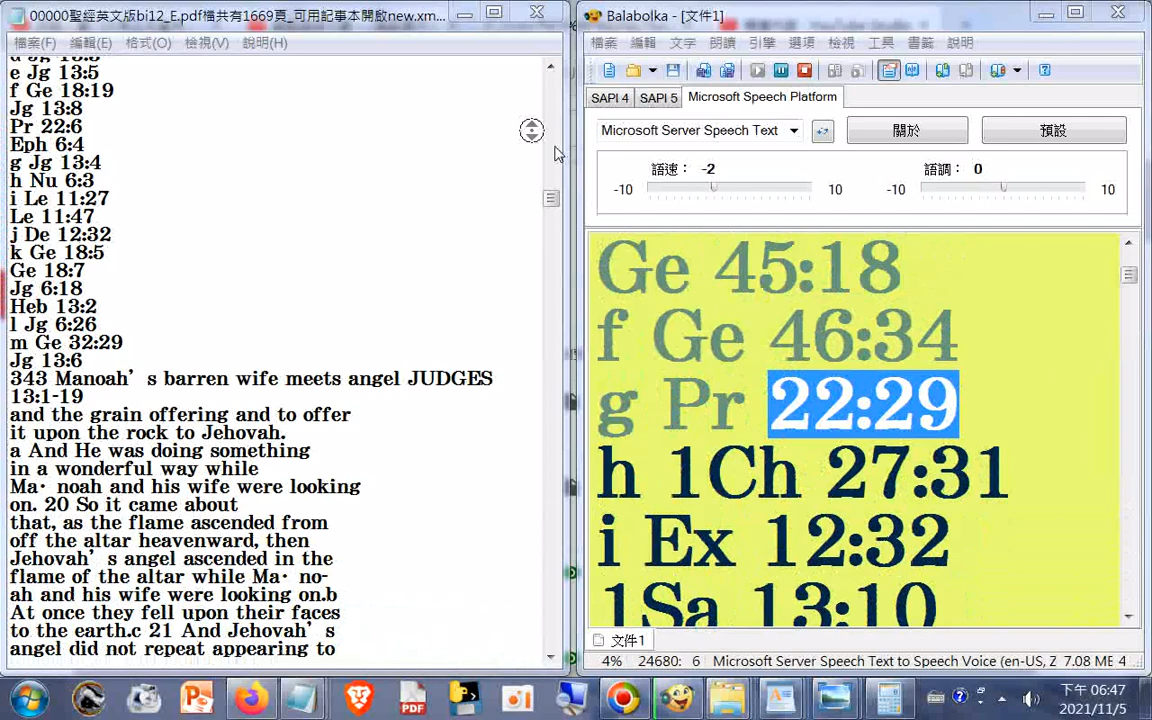 00000聖經英文版bi12_E.pdf檔共有1669頁_可用記事本開啟new.xm...
檔案(F) 編輯(E) 格式(O) 檢視(V) 說明(H)
e Jg 13:5
f Ge 18:19
Jg 13:8
Pr 22:6
Eph 6:4
g Jg 13:4
h Nu 6:3
i Le 11:27
Le 11:47
j De 12:32
k Ge 18:5
Ge 18:7
Jg 6:18
Heb 13:2
l Jg 6:26
m Ge 32:29
Jg 13:6
343 Manoah’s barren wife meets angel JUDGES
13:1-19
and the grain offering and to offer
it upon the rock to Jehovah.
a And He was doing something
in a wonderful way while
Ma· noah and his wife were looking
on. 20 So it came about
that, as the flame ascended from
off the altar heavenward, then
Jehovah’s angel ascended in the
flame of the altar while Ma· no-
ah and his wife were looking on.b
At once they fell upon their faces
to the earth.c 21 And Jehovah’s
angel did not repeat appearing to
Balabolka - [文件1]
檔案 編輯 文字 朗讀 引擎 選項 檢視 工具 書籤 說明
SAPI 4 SAPI 5 Microsoft Speech Platform
Microsoft Server Speech Text 關於 預設
語速： -2 語調： 0
-10 10 -10 10
Ge 45:18
f Ge 46:34
g Pr 22:29
h 1Ch 27:31
i Ex 12:32
1Sa 13:10
文件1
4% 24680: 6 Microsoft Server Speech Text to Speech Voice (en-US, Z 7.08 MB 4
下午 06:47
2021/11/5